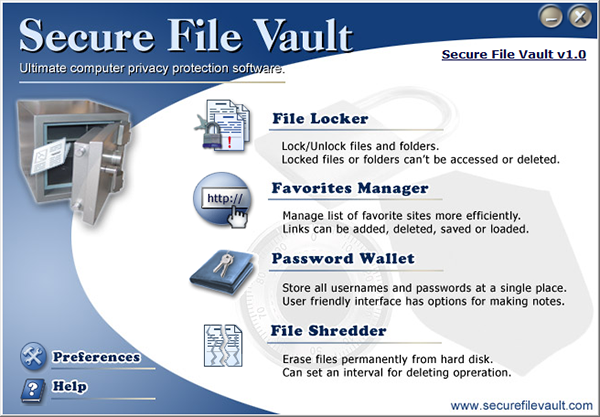 Secure File Vault
Ultimate computer privacy protection software.
Secure File Vault v1.0
File Locker
Lock/Unlock files and folders.
Locked files or folders can't be accessed or deleted.
http://
Favorites Manager
Manage list of favorite sites more efficiently.
Links can be added, deleted, saved or loaded.
Password Wallet
Store all usernames and passwords at a single place.
User friendly interface has options for making notes.
File Shredder
Erase files permanently from hard disk.
Can set an interval for deleting opreration.
Preferences
Help
www.securefilevault.com